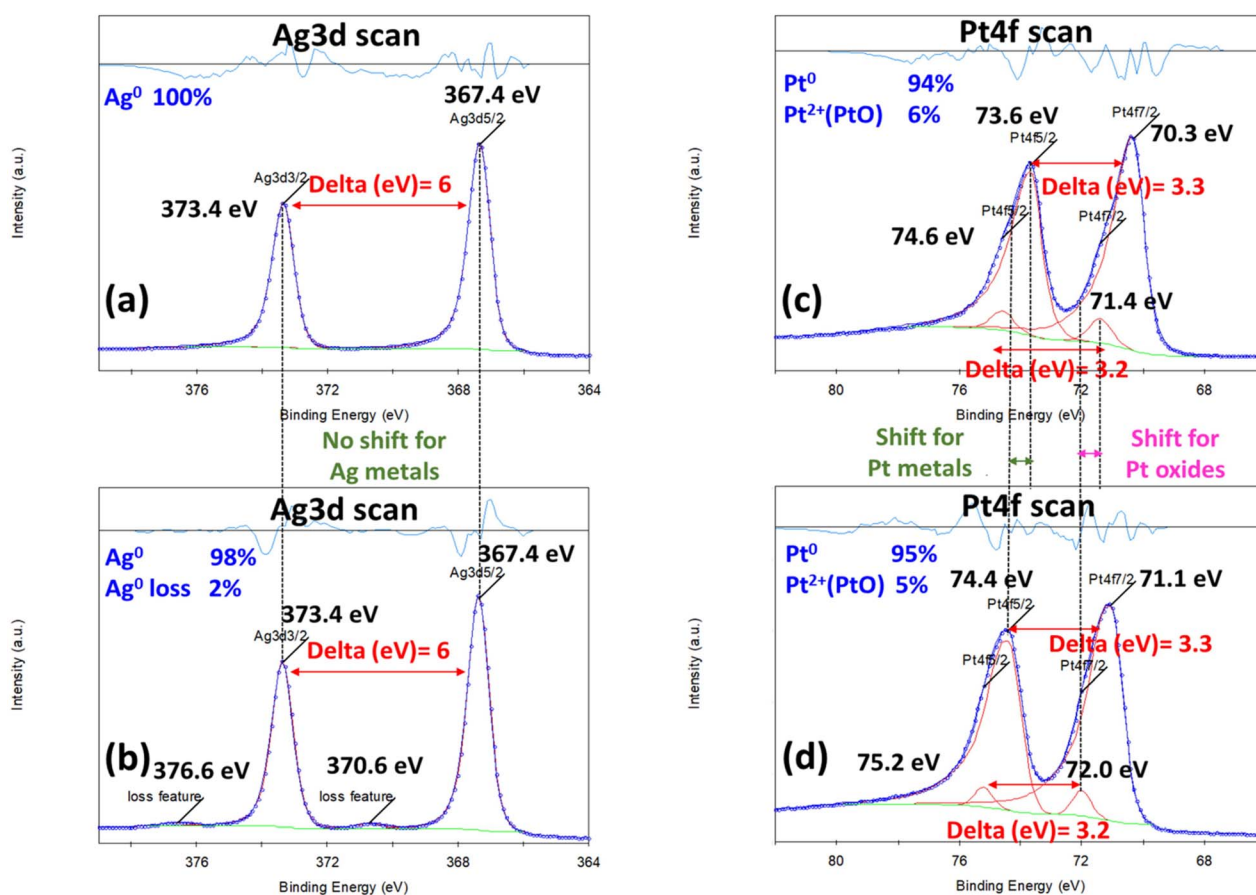 Ag3d scan
Ag⁰ 100%
367.4 eV
Ag3d5/2
Ag3d3/2
Delta (eV)= 6
373.4 eV
(a)
Intensity (a.u.)
376 372 368 364
Binding Energy (eV)
No shift for
Ag metals
Ag3d scan
Ag⁰ 98%
Ag⁰ loss 2%
367.4 eV
Ag3d5/2
373.4 eV
Ag3d3/2
Delta (eV)= 6
(b)
376.6 eV
loss feature
370.6 eV
loss feature
Intensity (a.u.)
376 372 368 364
Binding Energy (eV)
Pt4f scan
Pt⁰ 94%
Pt²⁺(PtO) 6%
73.6 eV
Pt4f5/2
Pt4f7/2
70.3 eV
Delta (eV)= 3.3
Pt4f5/2
Pt4f7/2
74.6 eV
(c)
71.4 eV
Delta (eV)= 3.2
Intensity (a.u.)
80 76 72 68
Binding Energy (eV)
Shift for
Pt metals
Shift for
Pt oxides
Pt4f scan
Pt⁰ 95%
Pt²⁺(PtO) 5%
74.4 eV
Pt4f5/2
Pt4f7/2
71.1 eV
Delta (eV)= 3.3
Pt4f5/2
Pt4f7/2
(d)
75.2 eV
72.0 eV
Delta (eV)= 3.2
Intensity (a.u.)
80 76 72 68
Binding Energy (eV)